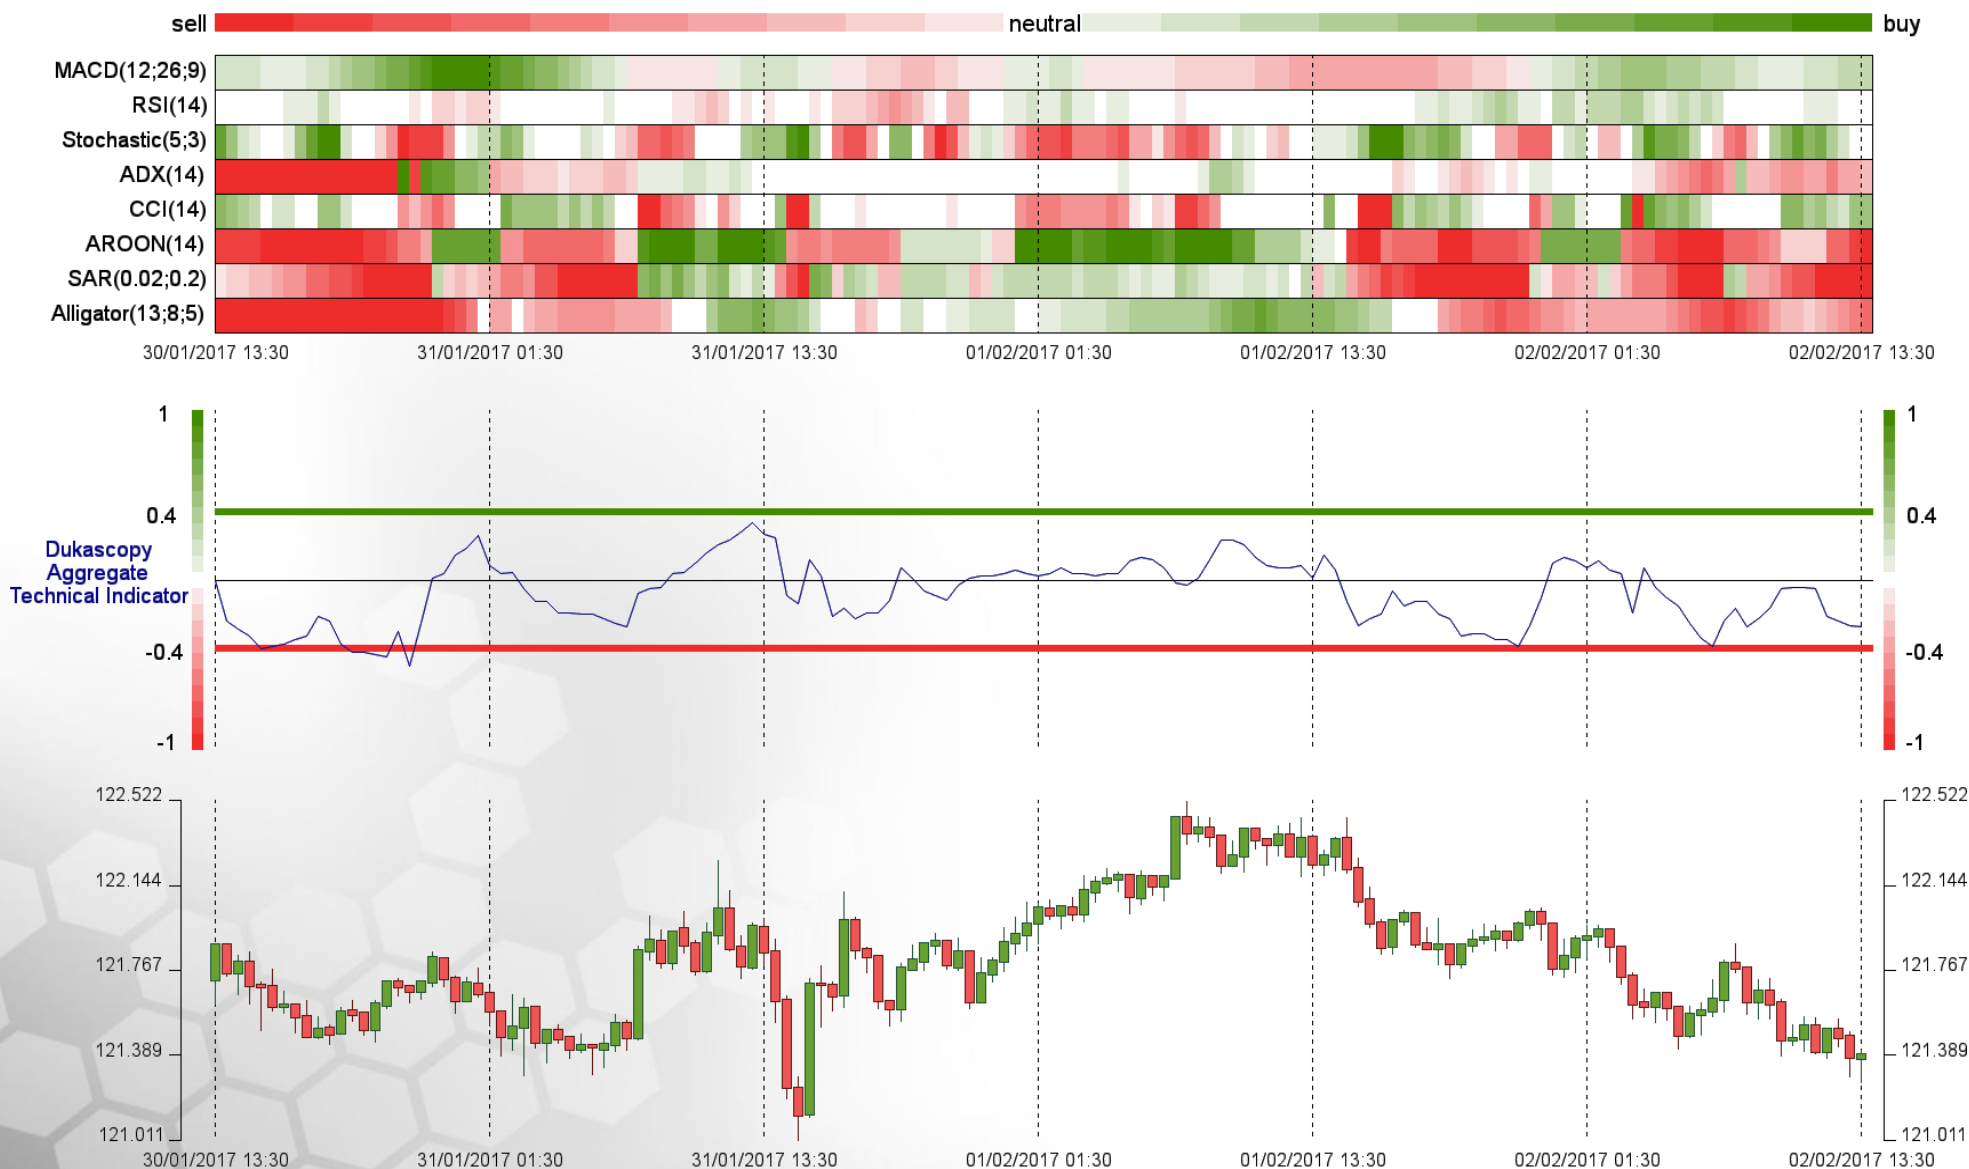 sell neutral buy
MACD(12;26;9)
RSI(14)
Stochastic(5;3)
ADX(14)
CCI(14)
AROON(14)
SAR(0.02;0.2)
Alligator(13;8;5)
30/01/2017 13:30 31/01/2017 01:30 31/01/2017 13:30 01/02/2017 01:30 01/02/2017 13:30 02/02/2017 01:30 02/02/2017 13:30
1 1
0.4 0.4
Dukascopy
Aggregate
Technical Indicator
-0.4 -0.4
-1 -1
122.522 122.522
122.144 122.144
121.767 121.767
121.389 121.389
121.011 121.011
30/01/2017 13:30 31/01/2017 01:30 31/01/2017 13:30 01/02/2017 01:30 01/02/2017 13:30 02/02/2017 01:30 02/02/2017 13:30